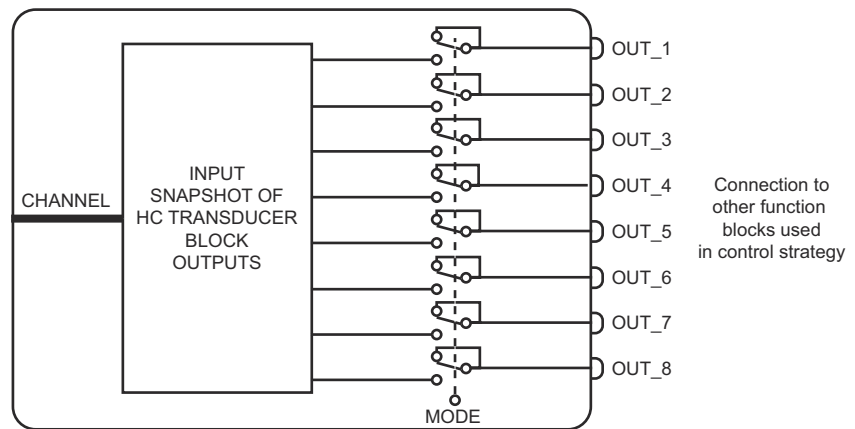 CHANNEL
INPUT
SNAPSHOT OF
HC TRANSDUCER
BLOCK
OUTPUTS
OUT_1
OUT_2
OUT_3
OUT_4
OUT_5
OUT_6
OUT_7
OUT_8
MODE
Connection to
other function
blocks used
in control strategy